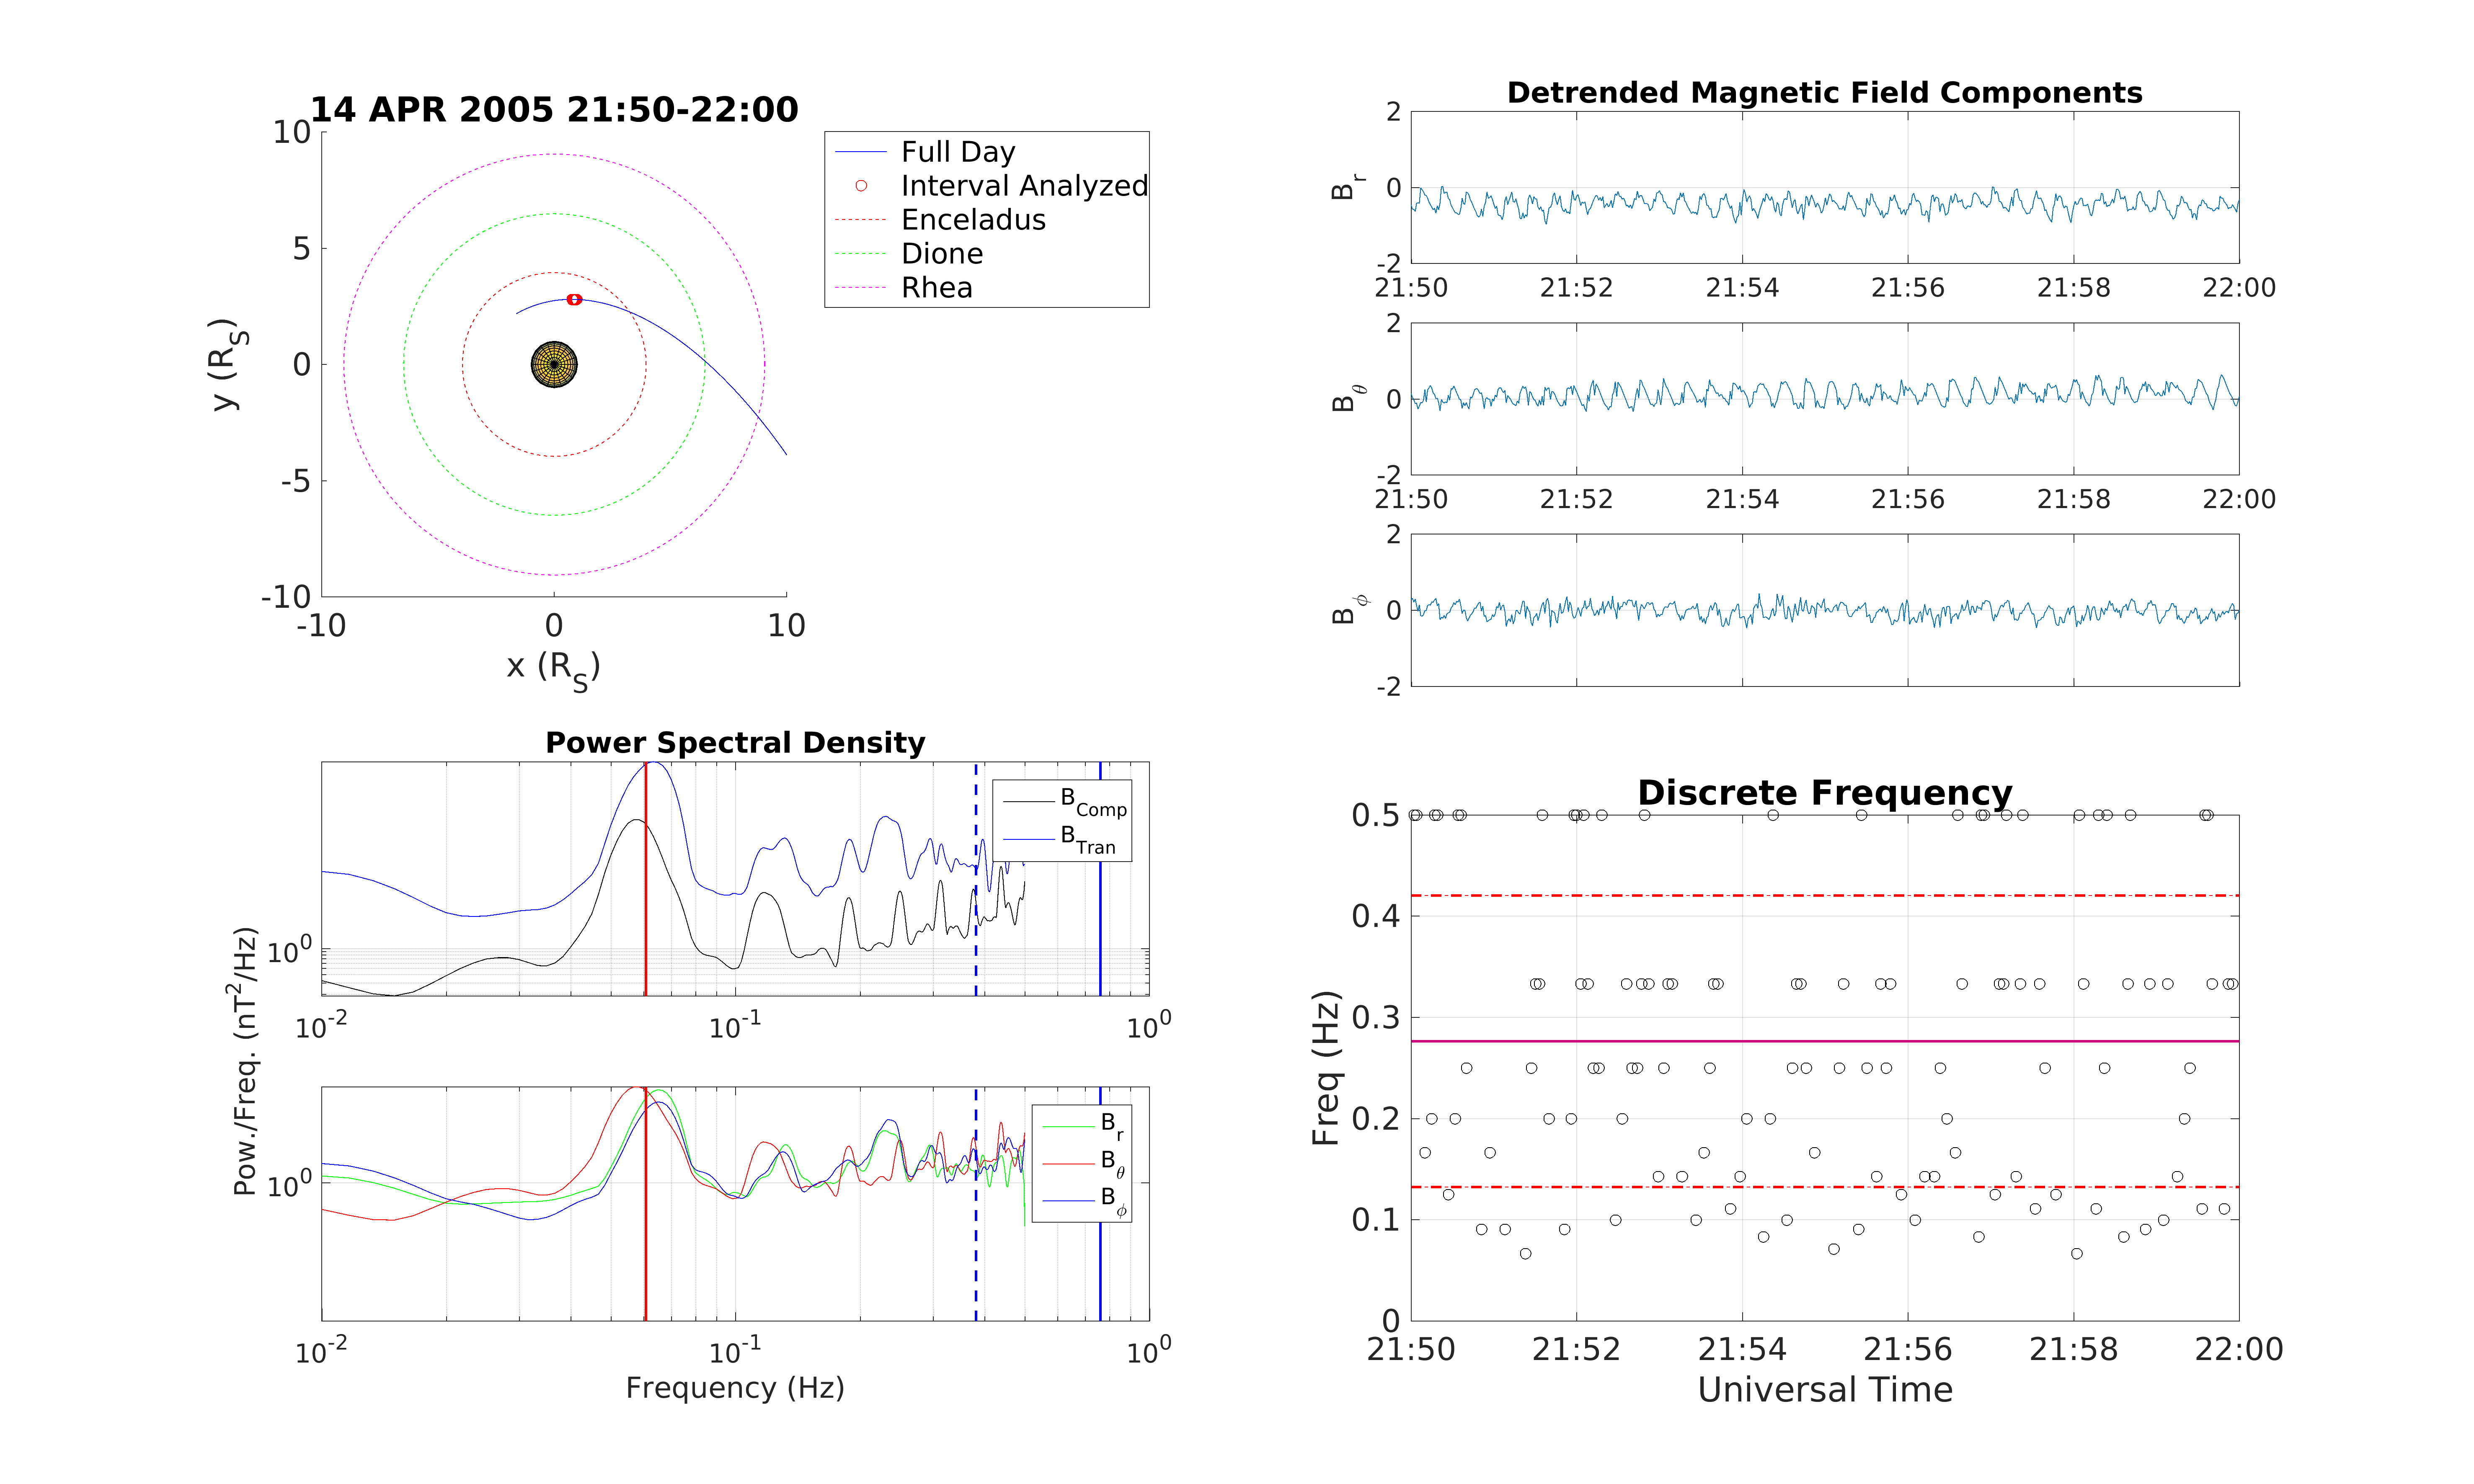 14 APR 2005 21:50-22:00
10
5
0
-5
-10
-10
0
10
y (R_S)
x (R_S)
Full Day
Interval Analyzed
Enceladus
Dione
Rhea
Detrended Magnetic Field Components
B_r
2
0
-2
21:50
21:52
21:54
21:56
21:58
22:00
B_θ
2
0
-2
21:50
21:52
21:54
21:56
21:58
22:00
B_ϕ
2
0
-2
Power Spectral Density
B_Comp
B_Tran
10^0
10^-2
10^-1
10^0
Pow./Freq. (nT^2/Hz)
B_r
B_θ
B_ϕ
10^0
10^-2
10^-1
10^0
Frequency (Hz)
Discrete Frequency
0.5
0.4
0.3
0.2
0.1
0
Freq (Hz)
21:50
21:52
21:54
21:56
21:58
22:00
Universal Time